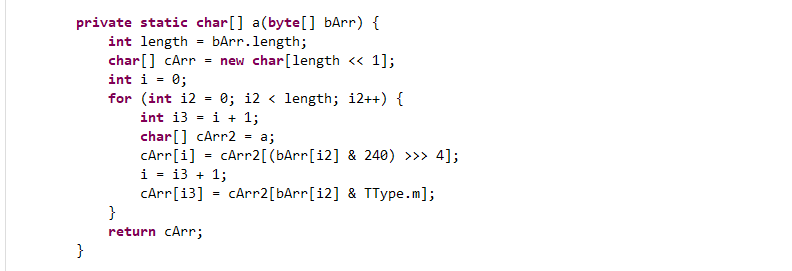 private static char[] a(byte[] bArr) {
    int length = bArr.length;
    char[] cArr = new char[length << 1];
    int i = 0;
    for (int i2 = 0; i2 < length; i2++) {
        int i3 = i + 1;
        char[] cArr2 = a;
        cArr[i] = cArr2[(bArr[i2] & 240) >>> 4];
        i = i3 + 1;
        cArr[i3] = cArr2[bArr[i2] & TType.m];
    }
    return cArr;
}